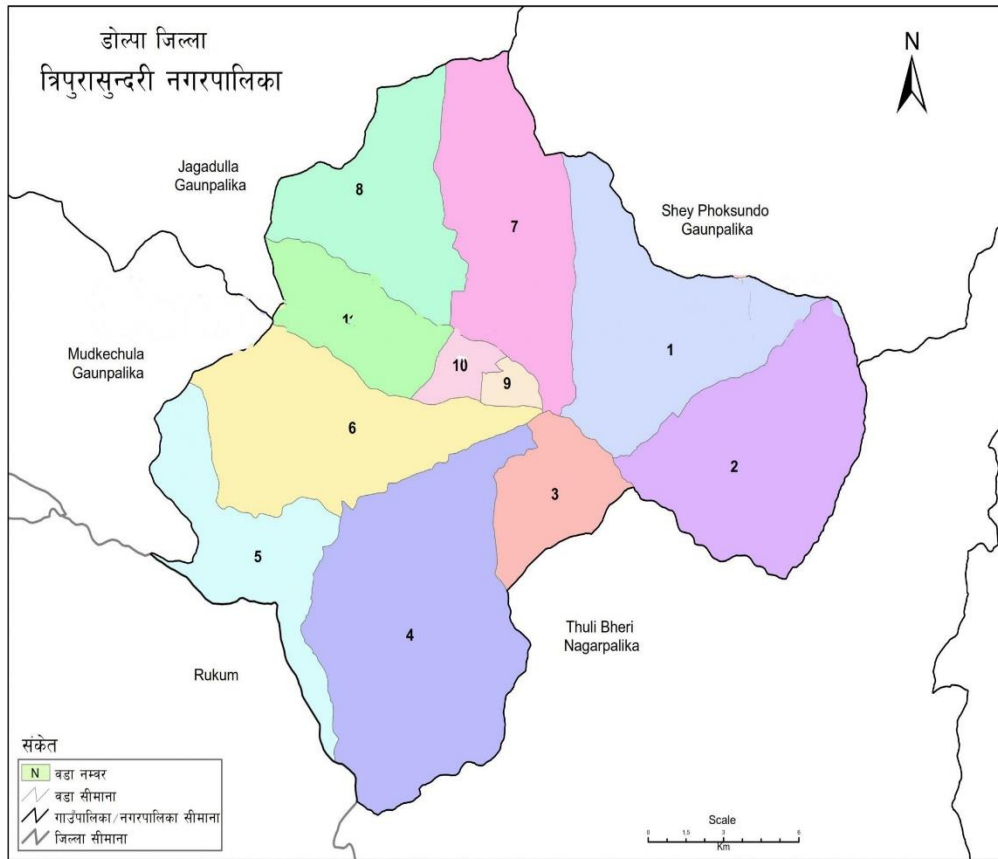 डोल्पा जिल्ला
त्रिपुरासुन्दरी नगरपालिका
N
Jagadulla
Gaunpalika
8
7
Shey Phoksundo
Gaunpalika
Mudkechula
Gaunpalika
1
10
9
6
2
3
5
4
Thuli Bheri
Nagarpalika
Rukum
संकेत
N वडा नम्बर
वडा सीमाना
गाउँपालिका/नगरपालिका सीमाना
जिल्ला सीमाना
Scale
0 1.5 3 6
Km